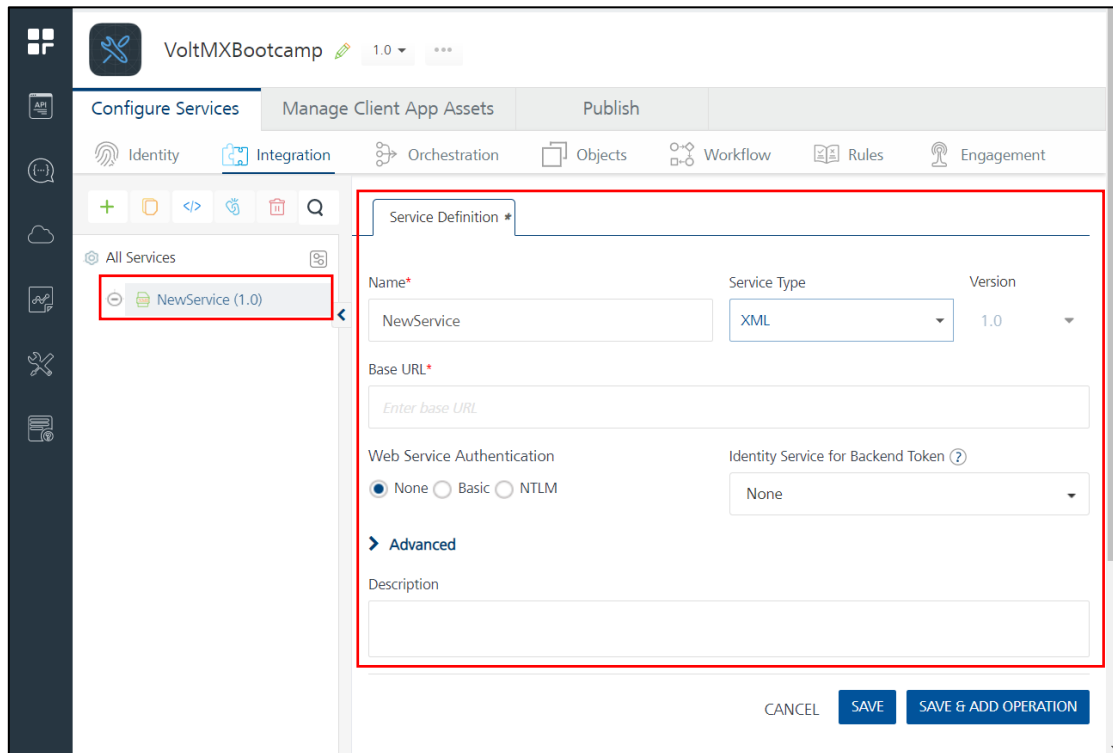 VoltMXBootcamp 1.0
API
Configure Services Manage Client App Assets Publish
Identity Integration Orchestration Objects Workflow Rules Engagement
Service Definition *
All Services
NewService (1.0)
Name* Service Type Version
NewService XML 1.0
Base URL*
Enter base URL
Web Service Authentication Identity Service for Backend Token ?
None Basic NTLM None
Advanced
Description
CANCEL SAVE SAVE & ADD OPERATION